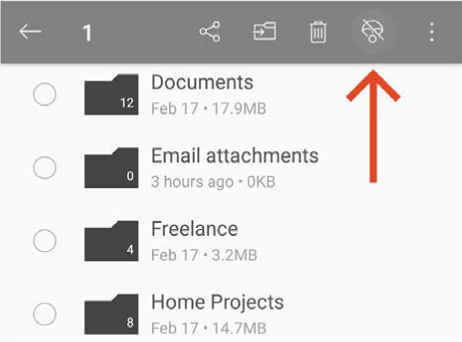 1
Documents
12
Feb 17 • 17.9MB
Email attachments
0
3 hours ago • 0KB
Freelance
4
Feb 17 • 3.2MB
Home Projects
8
Feb 17 • 14.7MB